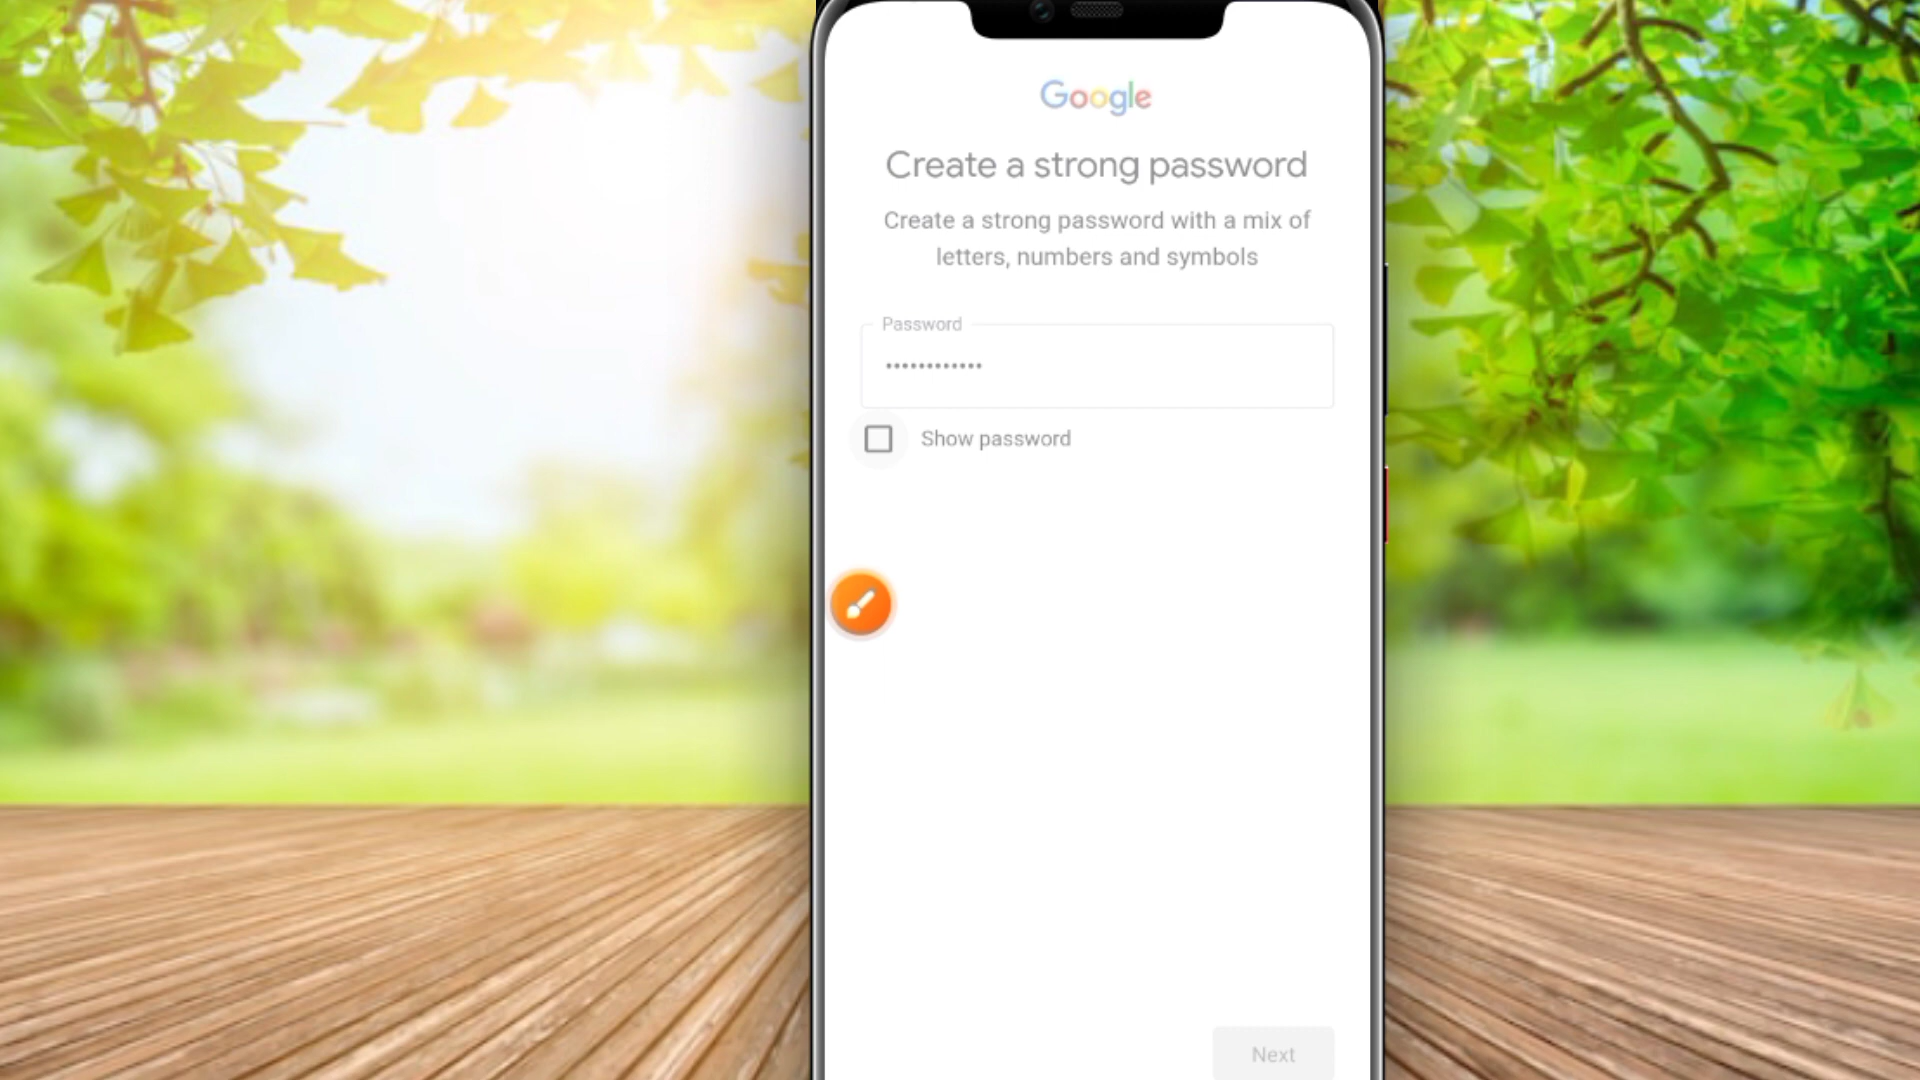 Google
Create a strong password
Create a strong password with a mix of
letters, numbers and symbols
Password
••••••••••••
Show password
Next